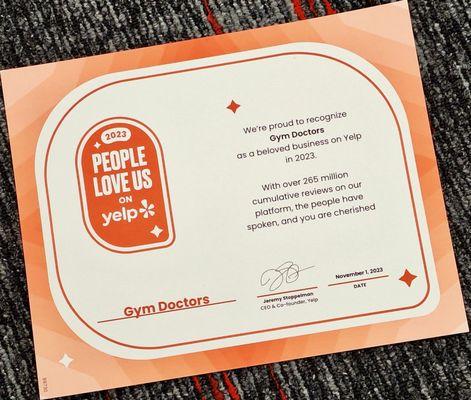 2023
PEOPLE
LOVE US
ON
yelp
We're proud to recognize
Gym Doctors
as a beloved business on Yelp
in 2023.
With over 265 million
cumulative reviews on our
platform, the people have
spoken, and you are cherished
Gym Doctors
Jeremy Stoppelman
CEO & Co-founder, Yelp
November 1, 2023
DATE